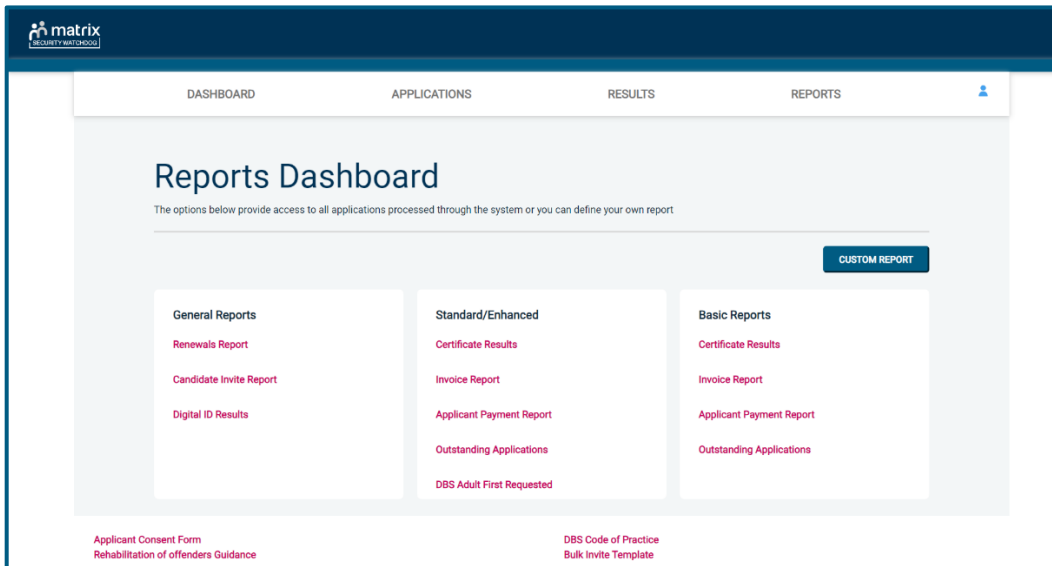 matrix
SECURITY WATCHDOG
DASHBOARD
APPLICATIONS
RESULTS
REPORTS
Reports Dashboard
The options below provide access to all applications processed through the system or you can define your own report
CUSTOM REPORT
General Reports
Renewals Report
Candidate Invite Report
Digital ID Results
Standard/Enhanced
Certificate Results
Invoice Report
Applicant Payment Report
Outstanding Applications
DBS Adult First Requested
Basic Reports
Certificate Results
Invoice Report
Applicant Payment Report
Outstanding Applications
Applicant Consent Form
Rehabilitation of offenders Guidance
DBS Code of Practice
Bulk Invite Template